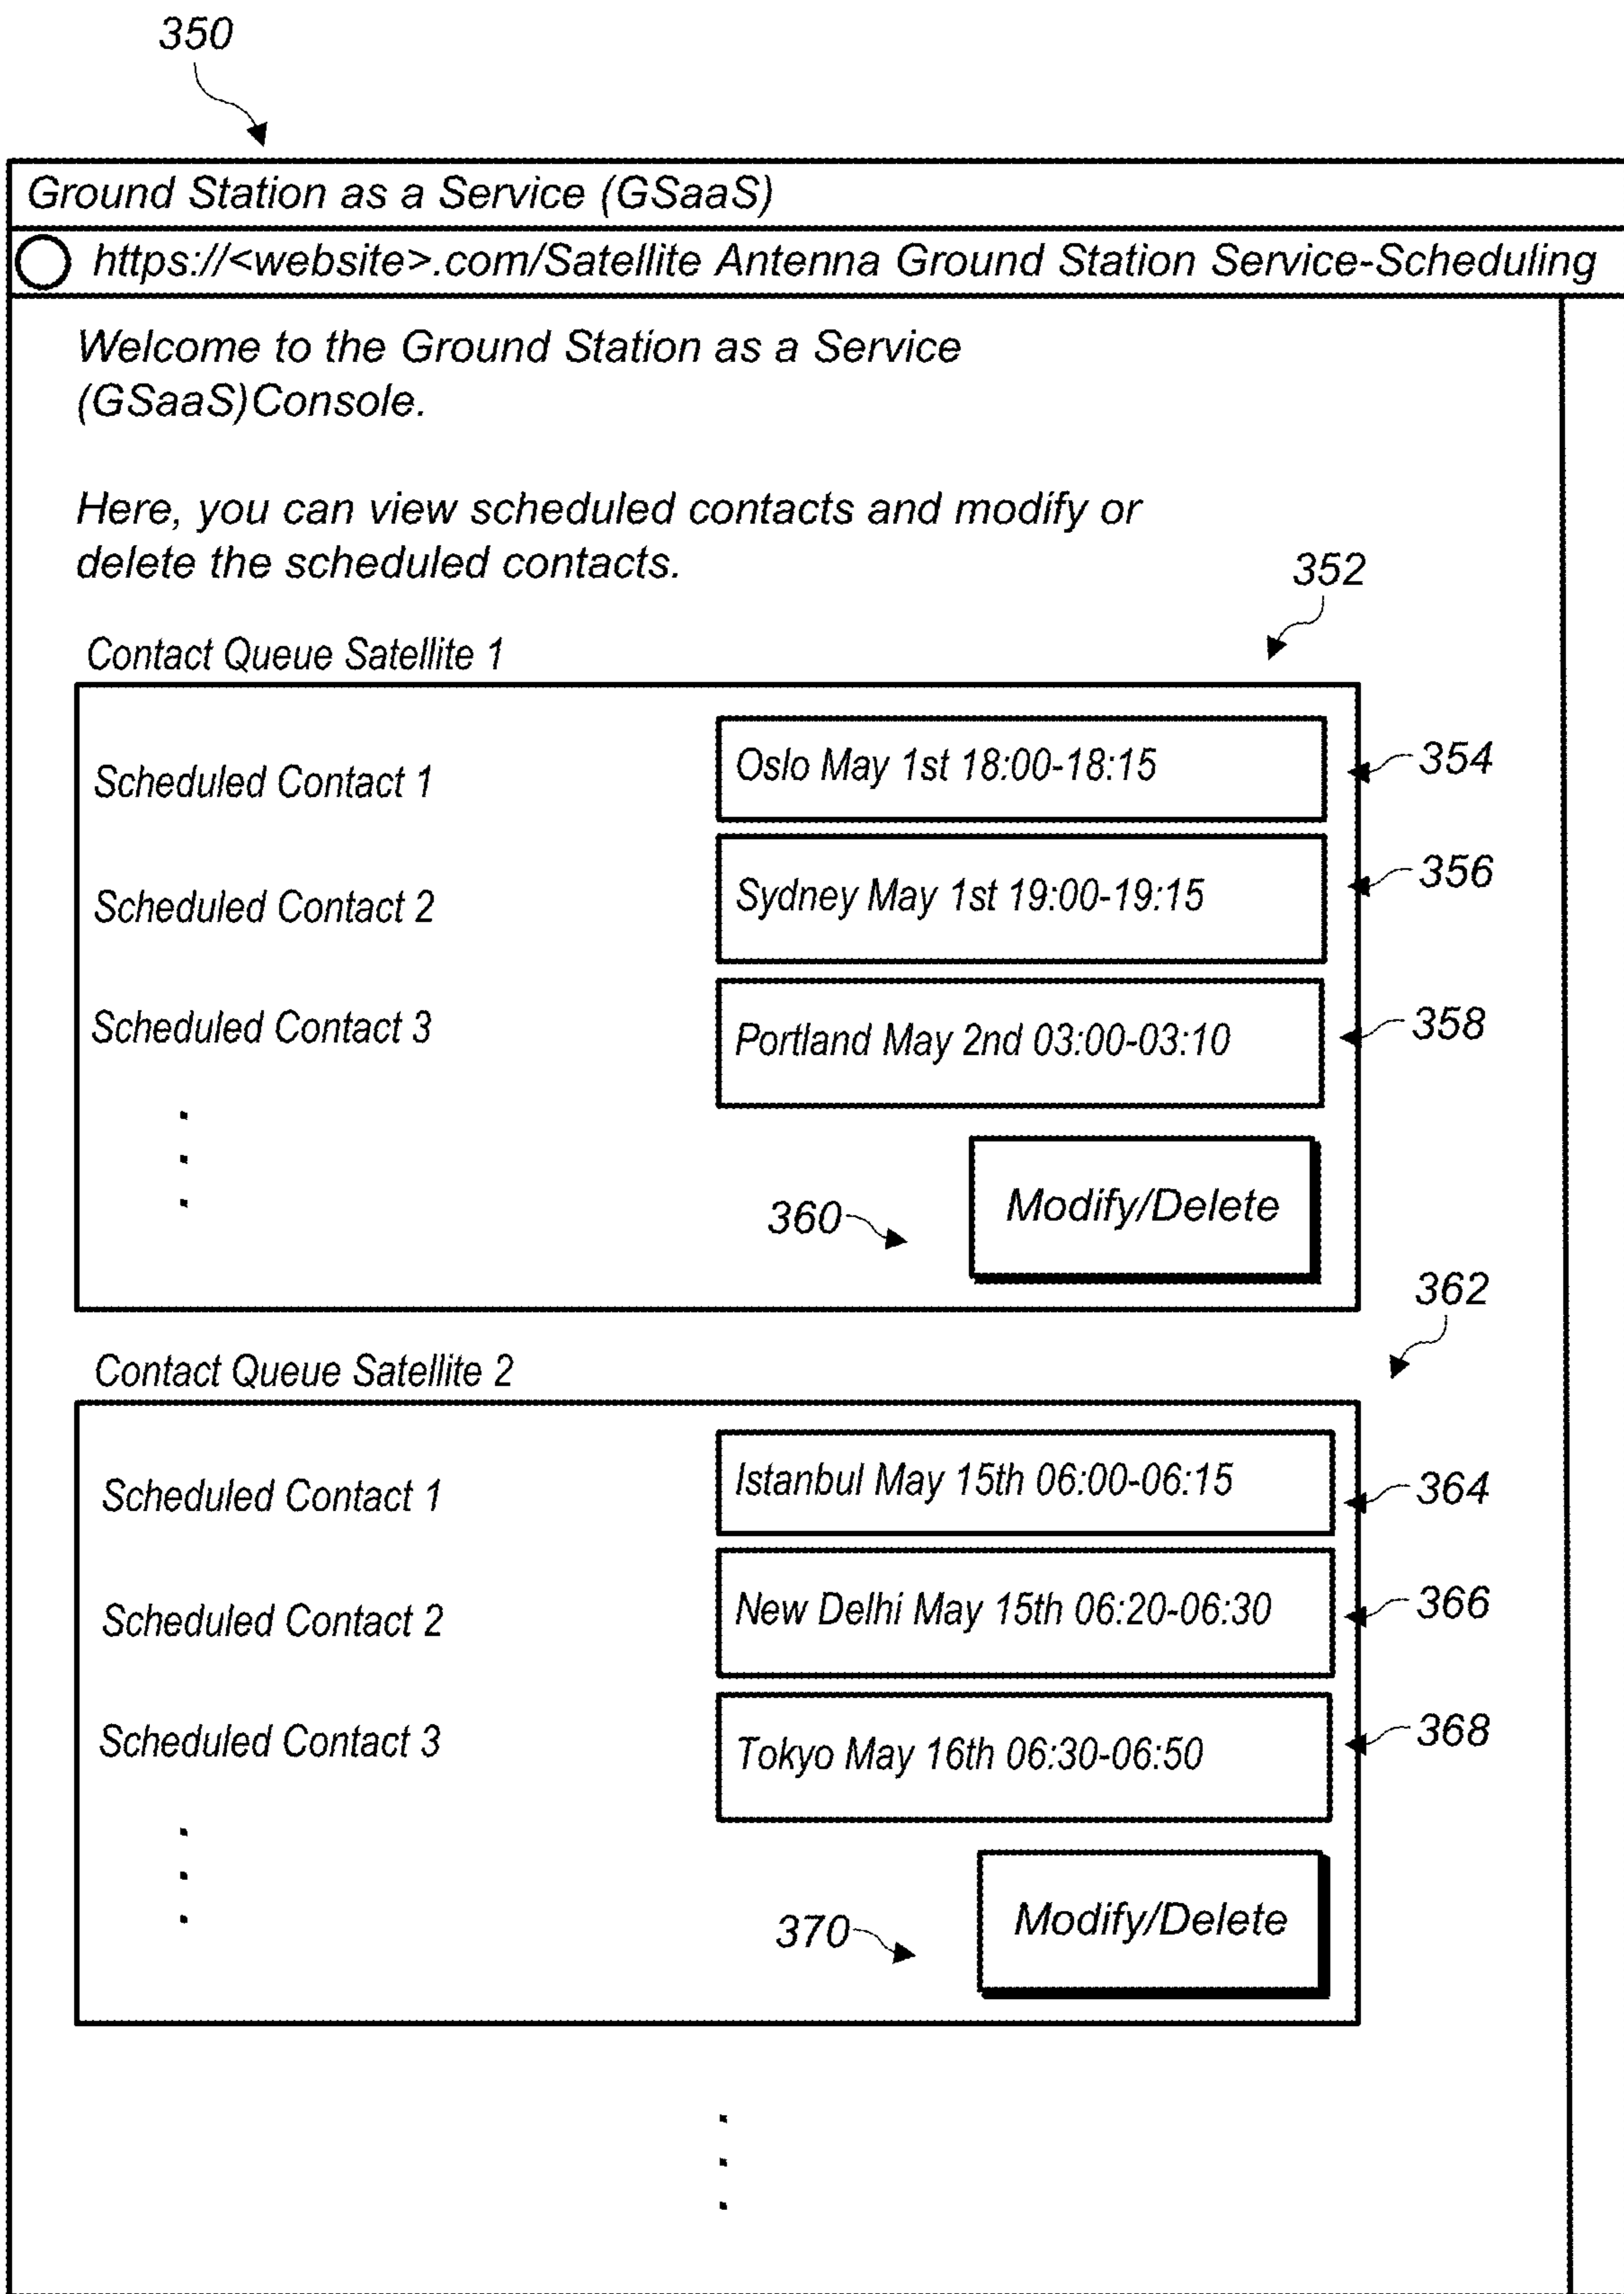 350
Ground Station as a Service (GSaaS)
https://<website>.com/Satellite Antenna Ground Station Service-Scheduling
Welcome to the Ground Station as a Service
(GSaaS)Console.
Here, you can view scheduled contacts and modify or
delete the scheduled contacts.
352
Contact Queue Satellite 1
Scheduled Contact 1 Oslo May 1st 18:00-18:15 354
Scheduled Contact 2 Sydney May 1st 19:00-19:15 356
Scheduled Contact 3 Portland May 2nd 03:00-03:10 358
360 Modify/Delete
362
Contact Queue Satellite 2
Scheduled Contact 1 Istanbul May 15th 06:00-06:15 364
Scheduled Contact 2 New Delhi May 15th 06:20-06:30 366
Scheduled Contact 3 Tokyo May 16th 06:30-06:50 368
370 Modify/Delete